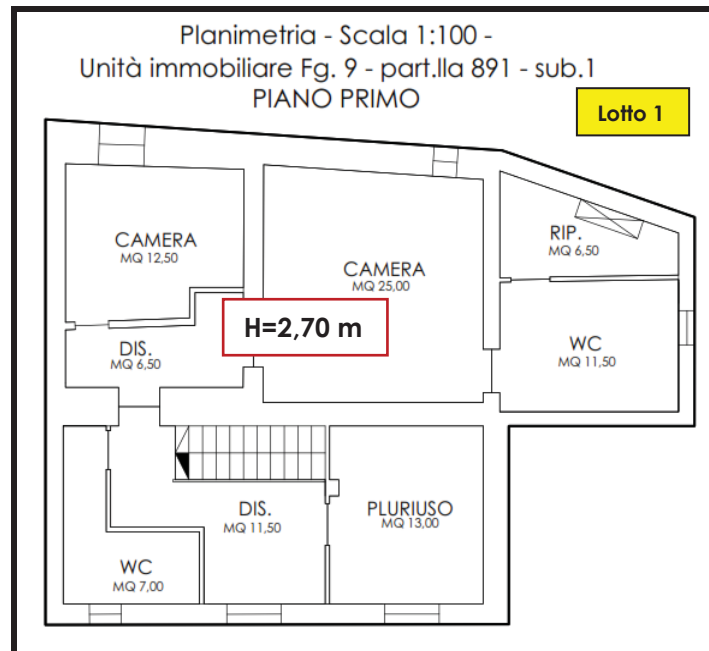 Planimetria - Scala 1:100 -
Unità immobiliare Fg. 9 - part.lla 891 - sub.1
PIANO PRIMO
Lotto 1
CAMERA
MQ 12,50
CAMERA
MQ 25,00
RIP.
MQ 6,50
H=2,70 m
DIS.
MQ 6,50
WC
MQ 11,50
DIS.
MQ 11,50
PLURIUSO
MQ 13,00
WC
MQ 7,00